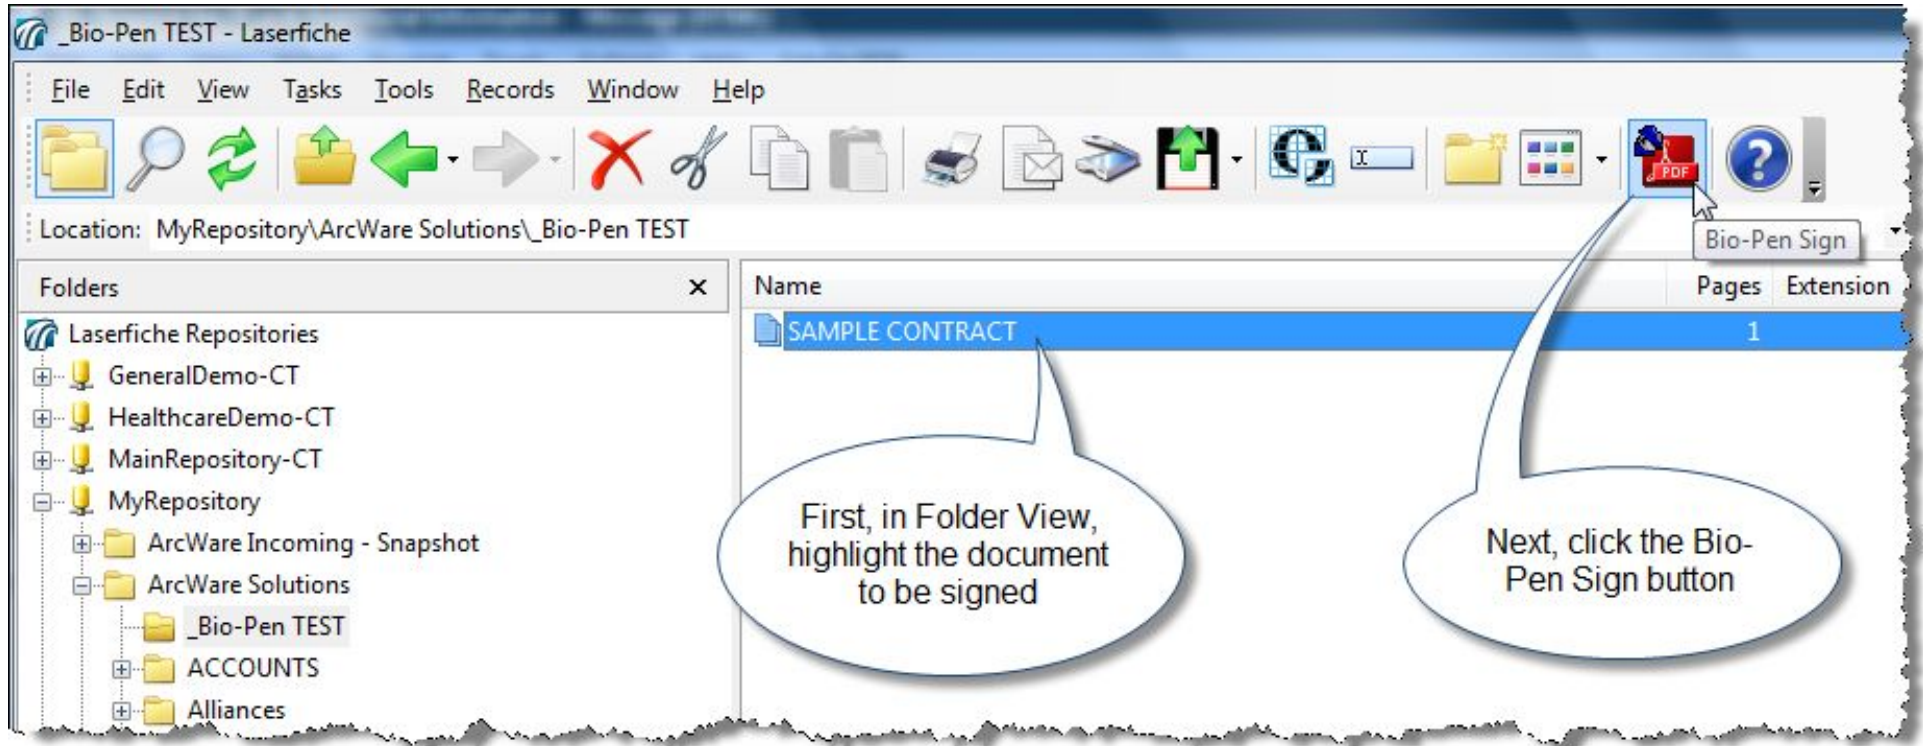 _Bio-Pen TEST - Laserfiche
File Edit View Tasks Tools Records Window Help
PDF
Location: MyRepository\ArcWare Solutions\_Bio-Pen TEST
Bio-Pen Sign
Folders
Name Pages Extension
Laserfiche Repositories
SAMPLE CONTRACT 1
GeneralDemo-CT
HealthcareDemo-CT
MainRepository-CT
MyRepository
ArcWare Incoming - Snapshot
ArcWare Solutions
_Bio-Pen TEST
ACCOUNTS
Alliances
First, in Folder View,
highlight the document
to be signed
Next, click the Bio-
Pen Sign button